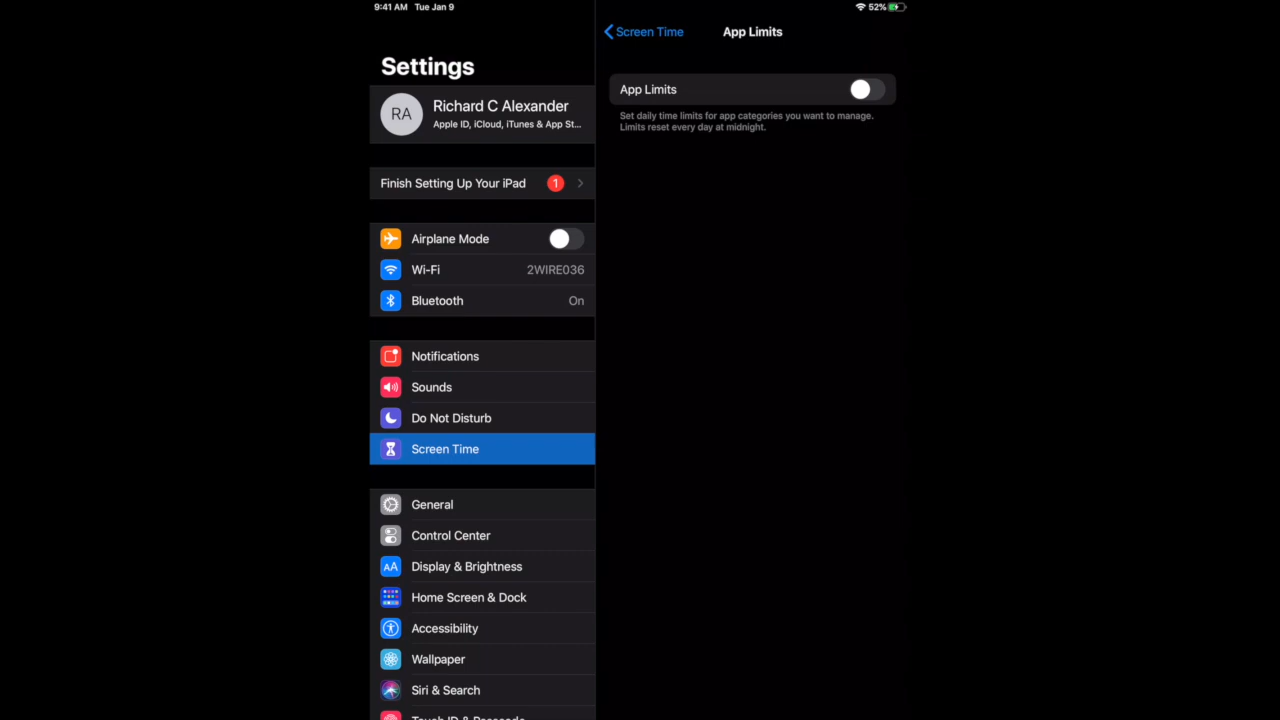 9:41 AM Tue Jan 9
52%
Settings
RA
Richard C Alexander
Apple ID, iCloud, iTunes & App St...
Finish Setting Up Your iPad 1
Airplane Mode
Wi-Fi 2WIRE036
Bluetooth On
Notifications
Sounds
Do Not Disturb
Screen Time
General
Control Center
AA Display & Brightness
Home Screen & Dock
Accessibility
Wallpaper
Siri & Search
Touch ID & Passcode
Screen Time App Limits
App Limits
Set daily time limits for app categories you want to manage.
Limits reset every day at midnight.